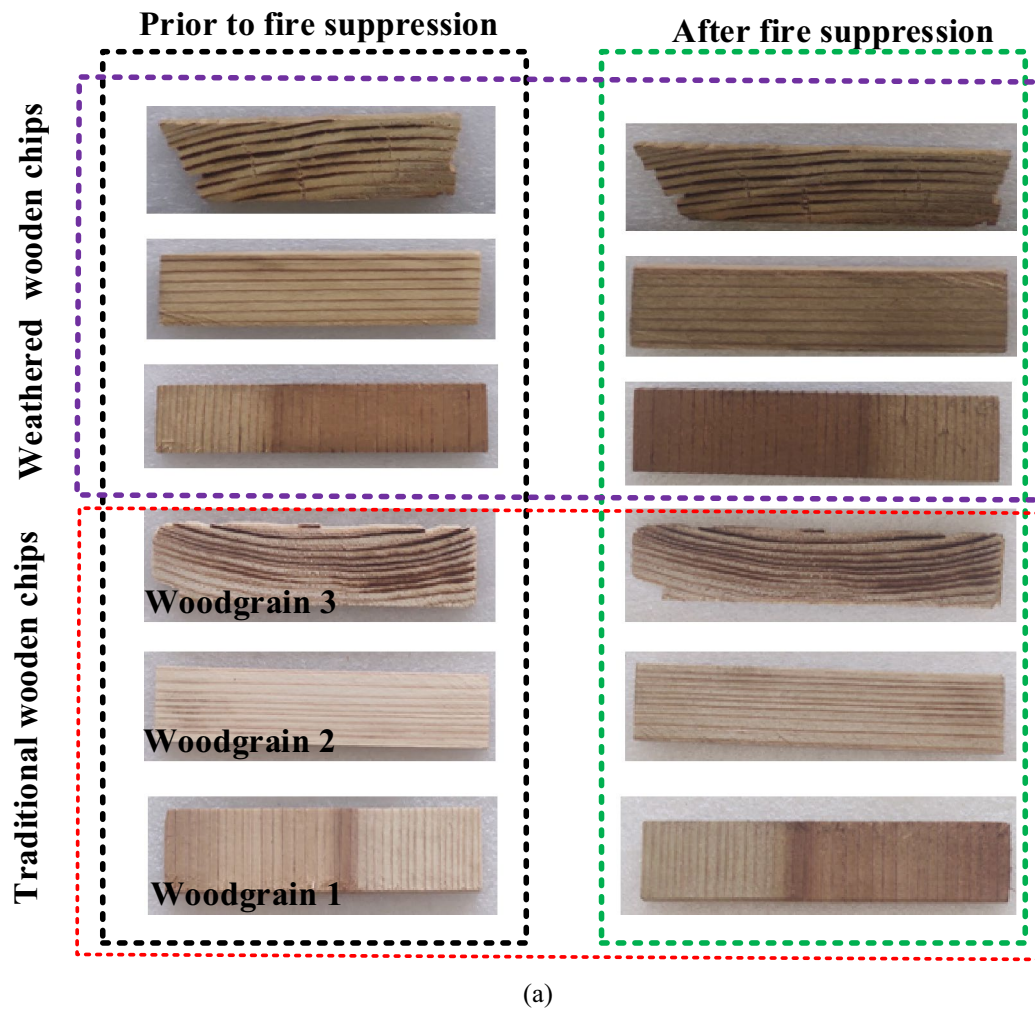 Prior to fire suppression
After fire suppression
Weathered wooden chips
Traditional wooden chips
Woodgrain 3
Woodgrain 2
Woodgrain 1
(a)